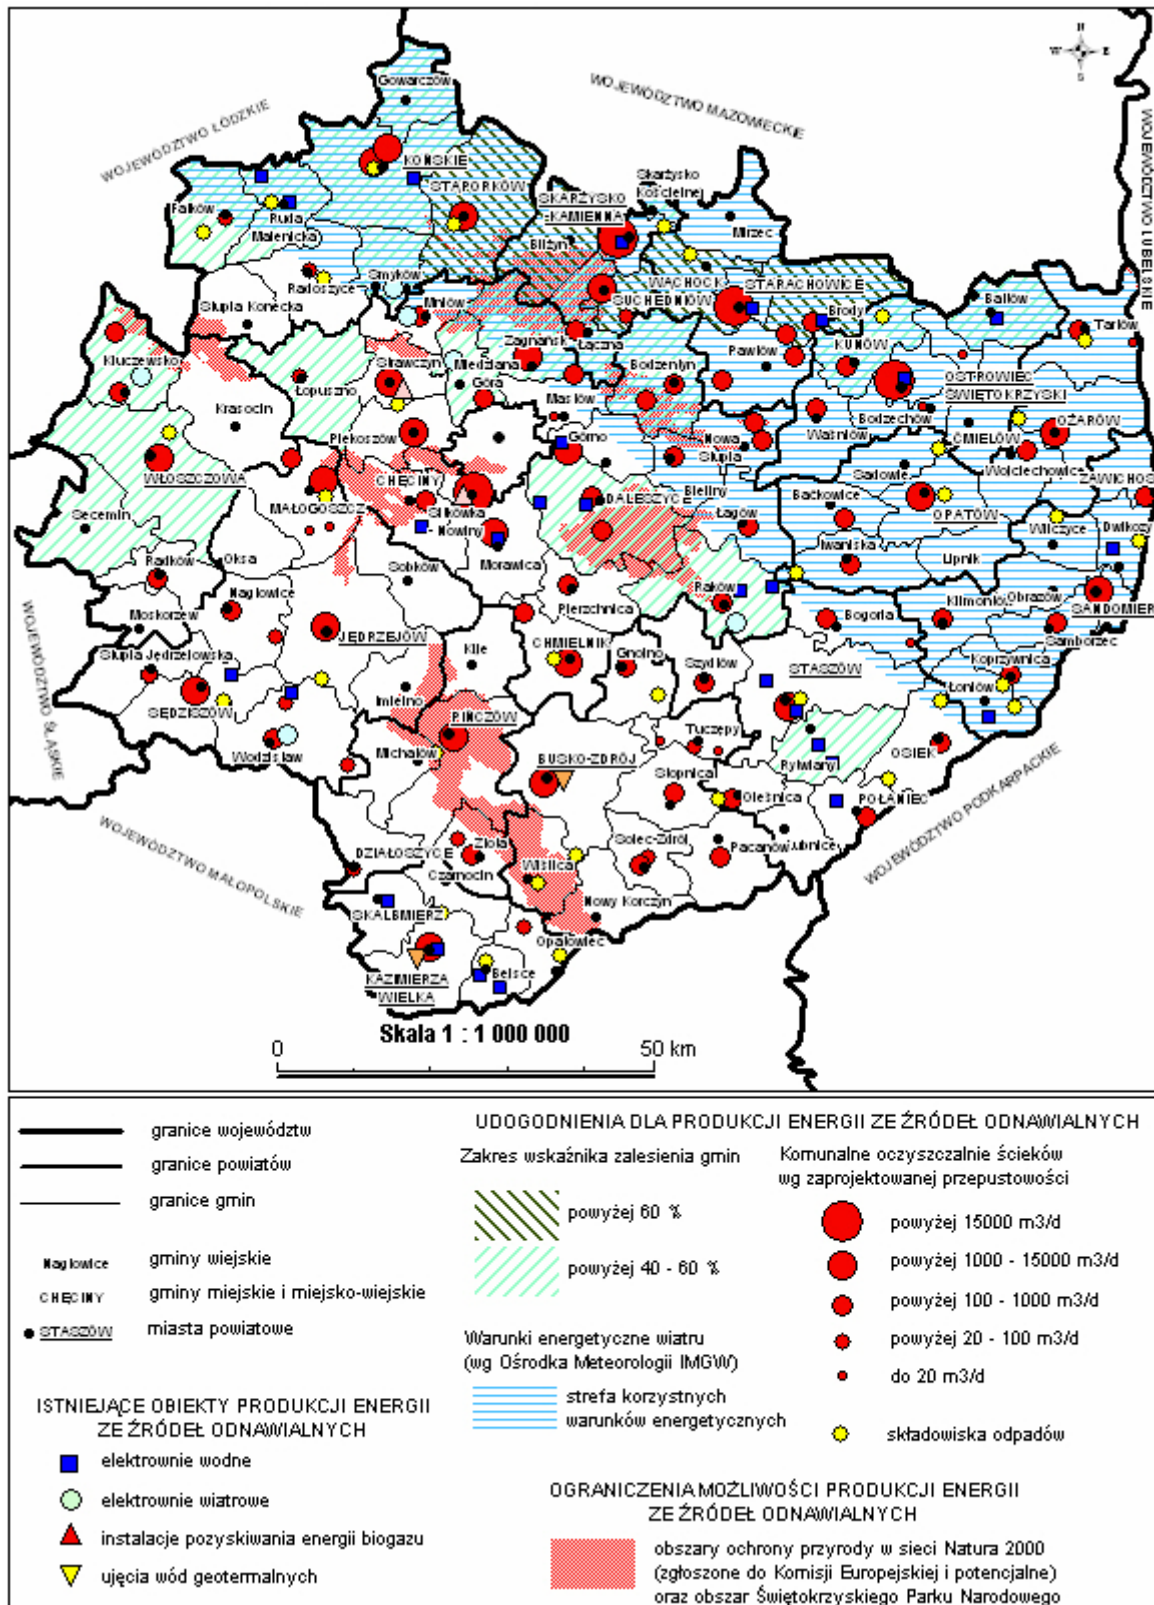 N
W E
S
WOJEWÓDZTWO ŁÓDZKIE
WOJEWÓDZTWO MAZOWIECKIE
WOJEWÓDZTWO LUBELSKIE
Gowarczów
KOŃSKIE
STĄPORKÓW
SKARŻYSKO
-KAMIENNA
Skarżysko
Kościelne
Mirzec
Fałków
Ruda
Malenicka
Bliżyn
WĄCHOCK
STARACHOWICE
Radoszyce
Smyków
SUCHEDNIÓW
Brody
Bałtów
Tarłów
Słupia Konecka
Mniów
Zagnańsk
Łączna
Pawłów
KUNÓW
Kluczewsko
Łopuszno
Strawczyn
Miedziana
Góra
Bodzentyn
OSTROWIEC
ŚWIĘTOKRZYSKI
Krasocin
Masłów
Bodzechów
OŻARÓW
Piekoszów
Górno
Nowa
Słupia
Waśniów
ĆMIELÓW
Wojciechowice
WŁOSZCZOWA
CHĘCINY
Sadowie
ZAWICHOST
MAŁOGOSZCZ
Sitkówka
- Nowiny
DALESZYCE
Bieliny
Baćkowice
OPATÓW
Secemin
Łagów
Wilczyce
Dwikozy
Radków
Oksa
Morawica
Iwaniska
Lipnik
Sobków
Moskorzew
Nagłowice
Pierzchnica
Raków
Bogoria
Klimontów
Obrazów
SANDOMIERZ
JĘDRZEJÓW
Kije
CHMIELNIK
Gnojno
Szydłów
STASZÓW
Samborzec
Słupia Jędrzejowska
Koprzywnica
SĘDZISZÓW
Imielno
PIŃCZÓW
Łoniów
WOJEWÓDZTWO ŚLĄSKIE
Wodzisław
Michałów
BUSKO-ZDRÓJ
Tuczępy
Rytwiany
OSIEK
Stopnica
Oleśnica
POŁANIEC
WOJEWÓDZTWO PODKARPACKIE
DZIAŁOSZYCE
Złota
Solec-Zdrój
Pacanów
Łubnice
Czarnocin
Wiślica
WOJEWÓDZTWO MAŁOPOLSKIE
SKALBMIERZ
Nowy Korczyn
Opatowiec
KAZIMIERZA
WIELKA
Bejsce
Skala 1 : 1 000 000
0 50 km
granice województw
granice powiatów
granice gmin
Nagłowice gminy wiejskie
CHĘCINY gminy miejskie i miejsko-wiejskie
STASZÓW miasta powiatowe
ISTNIEJĄCE OBIEKTY PRODUKCJI ENERGII
ZE ŹRÓDEŁ ODNAWIALNYCH
elektrownie wodne
elektrownie wiatrowe
instalacje pozyskiwania energii biogazu
ujęcia wód geotermalnych
UDOGODNIENIA DLA PRODUKCJI ENERGII ZE ŹRÓDEŁ ODNAWIALNYCH
Zakres wskaźnika zalesienia gmin
powyżej 60 %
powyżej 40 - 60 %
Warunki energetyczne wiatru
(wg Ośrodka Meteorologii IMGW)
strefa korzystnych
warunków energetycznych
Komunalne oczyszczalnie ścieków
wg zaprojektowanej przepustowości
powyżej 15000 m3/d
powyżej 1000 - 15000 m3/d
powyżej 100 - 1000 m3/d
powyżej 20 - 100 m3/d
do 20 m3/d
składowiska odpadów
OGRANICZENIA MOŻLIWOŚCI PRODUKCJI ENERGII
ZE ŹRÓDEŁ ODNAWIALNYCH
obszary ochrony przyrody w sieci Natura 2000
(zgłoszone do Komisji Europejskiej i potencjalne)
oraz obszar Świętokrzyskiego Parku Narodowego